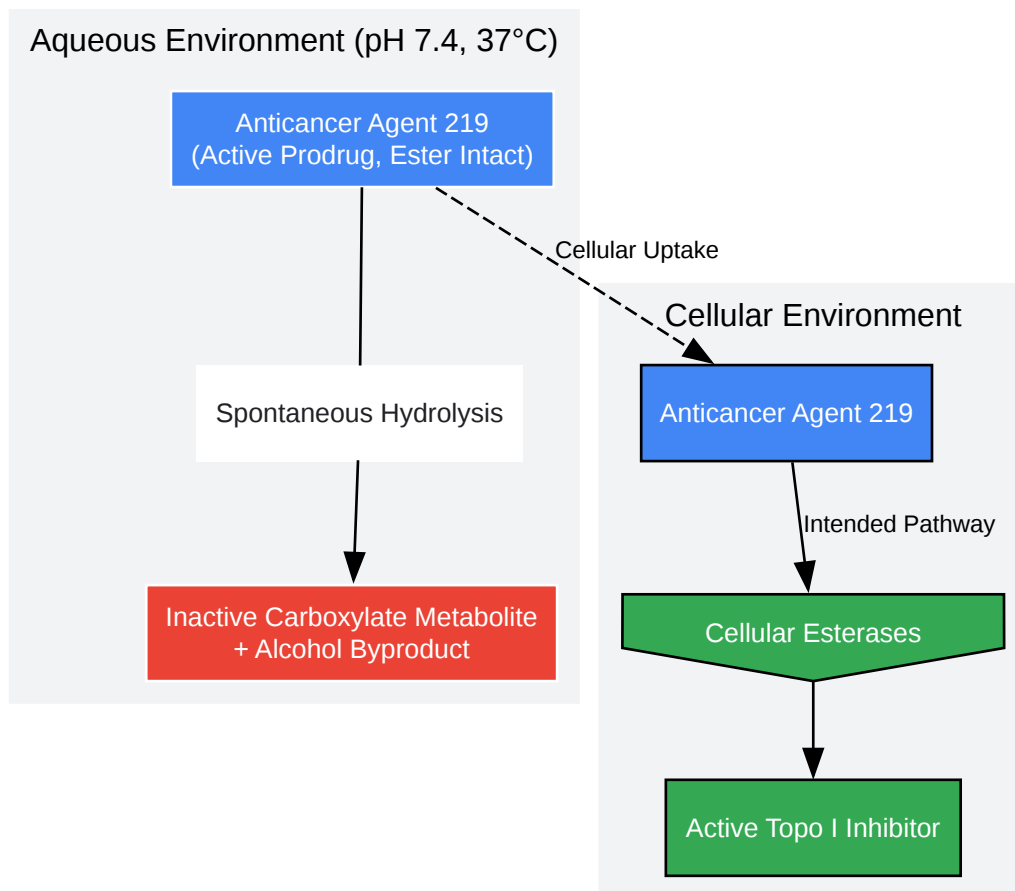 Aqueous Environment (pH 7.4, 37°C)
Anticancer Agent 219
(Active Prodrug, Ester Intact)
Cellular Uptake
Spontaneous Hydrolysis
Inactive Carboxylate Metabolite
+ Alcohol Byproduct
Cellular Environment
Anticancer Agent 219
Intended Pathway
Cellular Esterases
Active Topo I Inhibitor